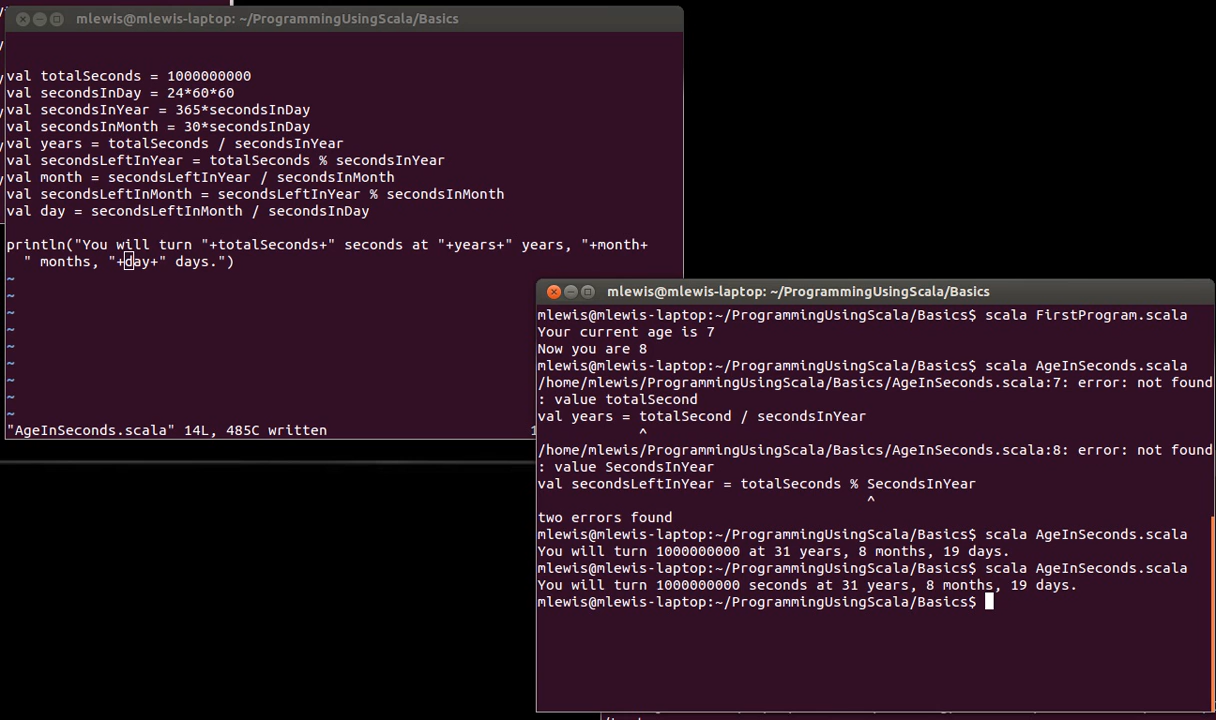 mlewis@mlewis-laptop: ~/ProgrammingUsingScala/Basics
val totalSeconds = 1000000000
val secondsInDay = 24*60*60
val secondsInYear = 365*secondsInDay
val secondsInMonth = 30*secondsInDay
val years = totalSeconds / secondsInYear
val secondsLeftInYear = totalSeconds % secondsInYear
val month = secondsLeftInYear / secondsInMonth
val secondsLeftInMonth = secondsLeftInYear % secondsInMonth
val day = secondsLeftInMonth / secondsInDay
println("You will turn "+totalSeconds+" seconds at "+years+" years, "+month+
" months, "+day+" days.")
~
~
~
~
~
~
~
~
~
"AgeInSeconds.scala" 14L, 485C written
mlewis@mlewis-laptop: ~/ProgrammingUsingScala/Basics
mlewis@mlewis-laptop:~/ProgrammingUsingScala/Basics$ scala FirstProgram.scala
Your current age is 7
Now you are 8
mlewis@mlewis-laptop:~/ProgrammingUsingScala/Basics$ scala AgeInSeconds.scala
/home/mlewis/ProgrammingUsingScala/Basics/AgeInSeconds.scala:7: error: not found
: value totalSecond
val years = totalSecond / secondsInYear
^
/home/mlewis/ProgrammingUsingScala/Basics/AgeInSeconds.scala:8: error: not found
: value SecondsInYear
val secondsLeftInYear = totalSeconds % SecondsInYear
^
two errors found
mlewis@mlewis-laptop:~/ProgrammingUsingScala/Basics$ scala AgeInSeconds.scala
You will turn 1000000000 at 31 years, 8 months, 19 days.
mlewis@mlewis-laptop:~/ProgrammingUsingScala/Basics$ scala AgeInSeconds.scala
You will turn 1000000000 seconds at 31 years, 8 months, 19 days.
mlewis@mlewis-laptop:~/ProgrammingUsingScala/Basics$